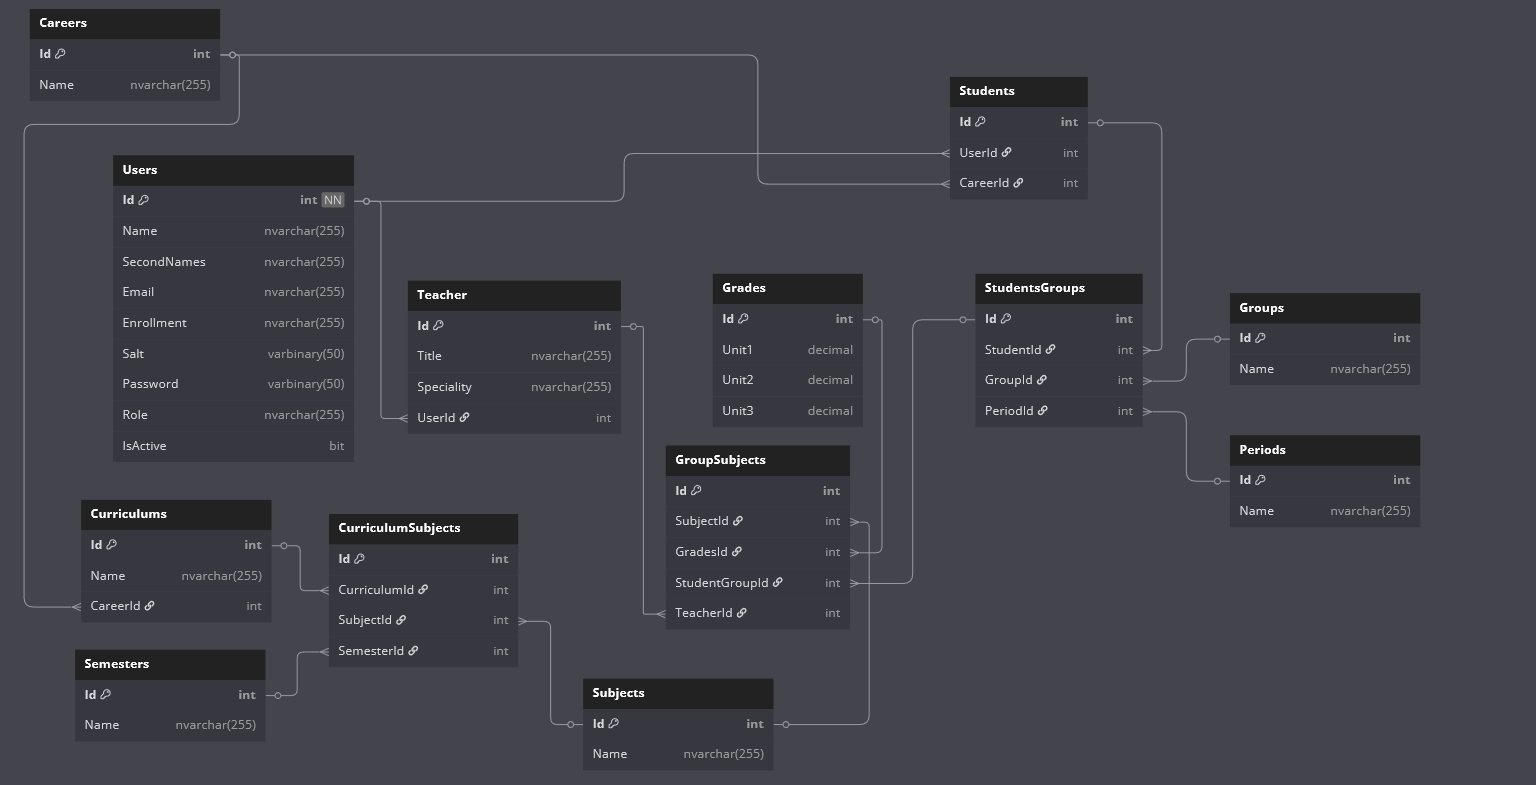 Careers
Id int
Name nvarchar(255)
Students
Id int
UserId int
CareerId int
Users
Id int NN
Name nvarchar(255)
SecondNames nvarchar(255)
Email nvarchar(255)
Enrollment nvarchar(255)
Salt varbinary(50)
Password varbinary(50)
Role nvarchar(255)
IsActive bit
Teacher
Id int
Title nvarchar(255)
Speciality nvarchar(255)
UserId int
Grades
Id int
Unit1 decimal
Unit2 decimal
Unit3 decimal
StudentsGroups
Id int
StudentId int
GroupId int
PeriodId int
Groups
Id int
Name nvarchar(255)
Periods
Id int
Name nvarchar(255)
GroupSubjects
Id int
SubjectId int
GradesId int
StudentGroupId int
TeacherId int
Curriculums
Id int
Name nvarchar(255)
CareerId int
CurriculumSubjects
Id int
CurriculumId int
SubjectId int
SemesterId int
Semesters
Id int
Name nvarchar(255)
Subjects
Id int
Name nvarchar(255)